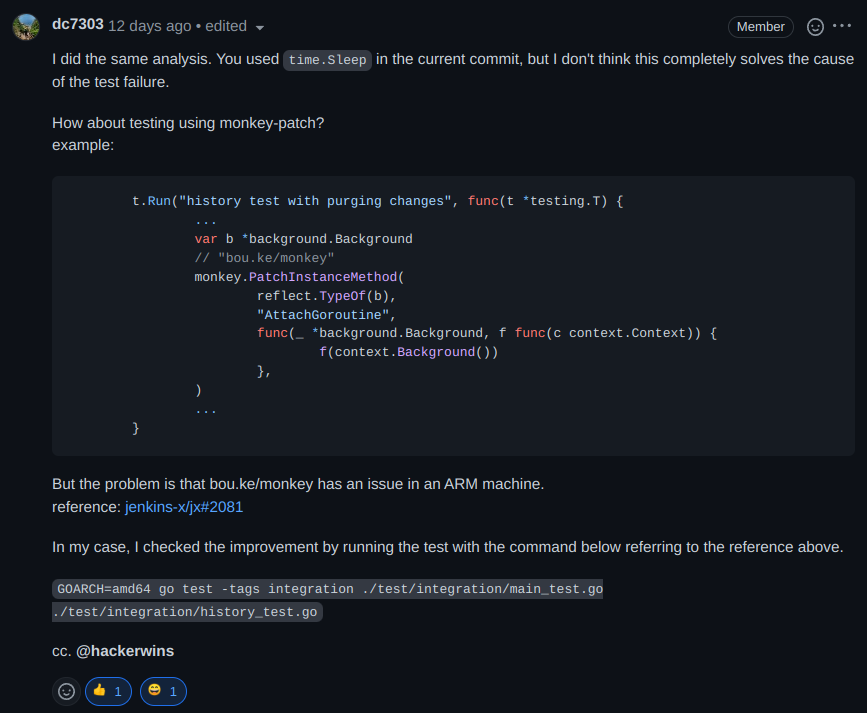 dc7303 12 days ago • edited
Member
I did the same analysis. You used time.Sleep in the current commit, but I don't think this completely solves the cause
of the test failure.
How about testing using monkey-patch?
example:
t.Run("history test with purging changes", func(t *testing.T) {
...
var b *background.Background
// "bou.ke/monkey"
monkey.PatchInstanceMethod(
reflect.TypeOf(b),
"AttachGoroutine",
func(_ *background.Background, f func(c context.Context)) {
f(context.Background())
},
)
...
}
But the problem is that bou.ke/monkey has an issue in an ARM machine.
reference: jenkins-x/jx#2081
In my case, I checked the improvement by running the test with the command below referring to the reference above.
GOARCH=amd64 go test -tags integration ./test/integration/main_test.go
./test/integration/history_test.go
cc. @hackerwins
👍 1 😄 1